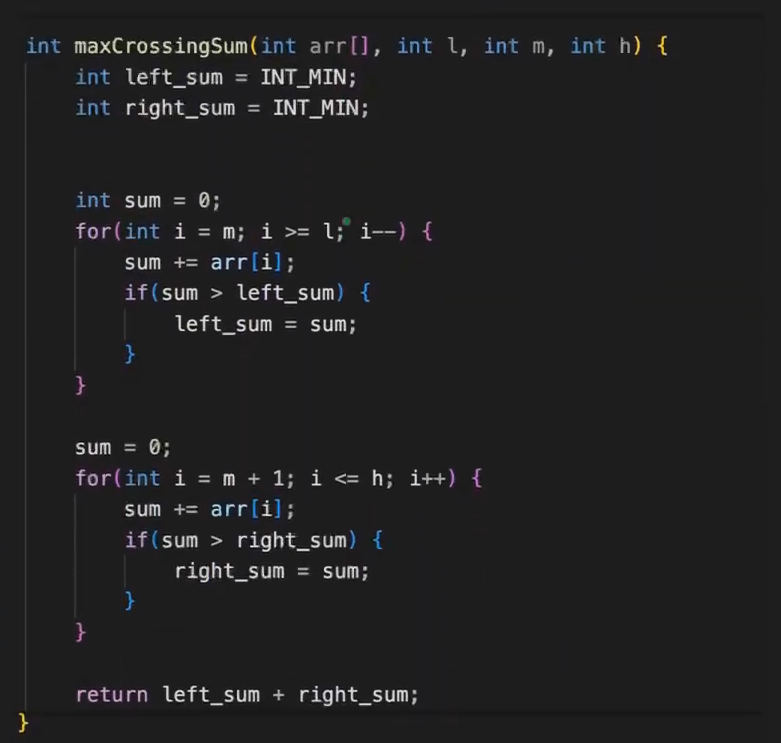 int maxCrossingSum(int arr[], int l, int m, int h) {
    int left_sum = INT_MIN;
    int right_sum = INT_MIN;
    int sum = 0;
    for(int i = m; i >= l; i--) {
        sum += arr[i];
        if(sum > left_sum) {
            left_sum = sum;
        }
    }
    sum = 0;
    for(int i = m + 1; i <= h; i++) {
        sum += arr[i];
        if(sum > right_sum) {
            right_sum = sum;
        }
    }
    return left_sum + right_sum;
}